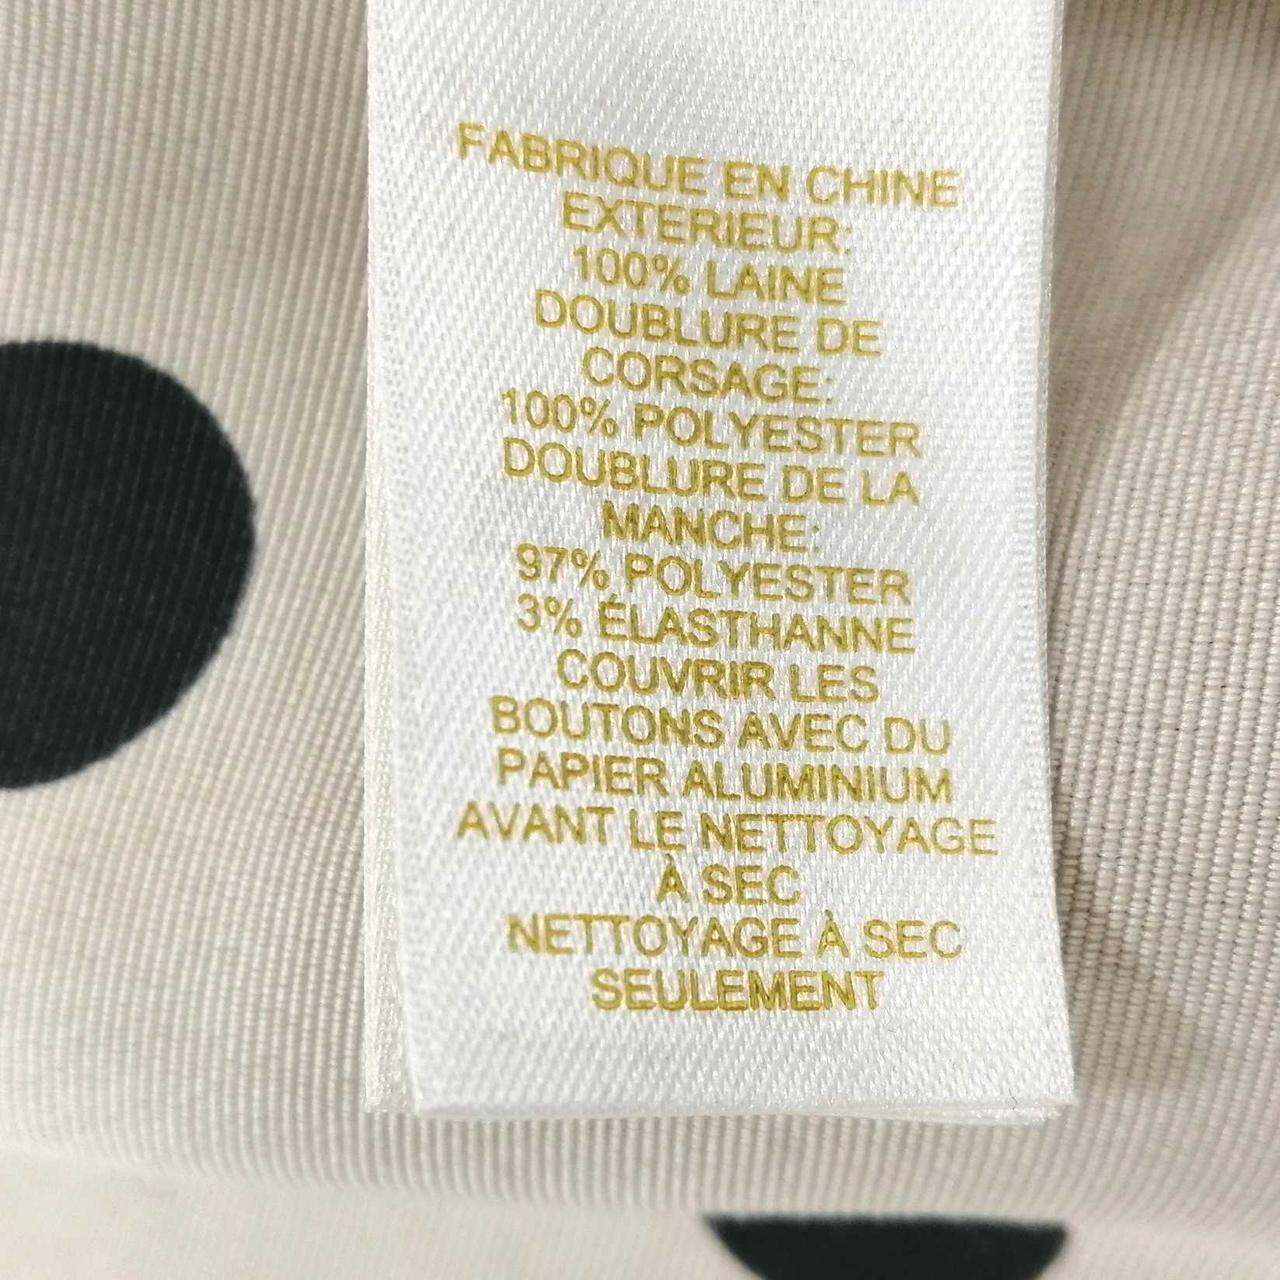 FABRIQUE EN CHINE
EXTERIEUR:
100% LAINE
DOUBLURE DE
CORSAGE:
100% POLYESTER
DOUBLURE DE LA
MANCHE:
97% POLYESTER
3% ÉLASTHANNE
COUVRIR LES
BOUTONS AVEC DU
PAPIER ALUMINIUM
AVANT LE NETTOYAGE
À SEC
NETTOYAGE À SEC
SEULEMENT